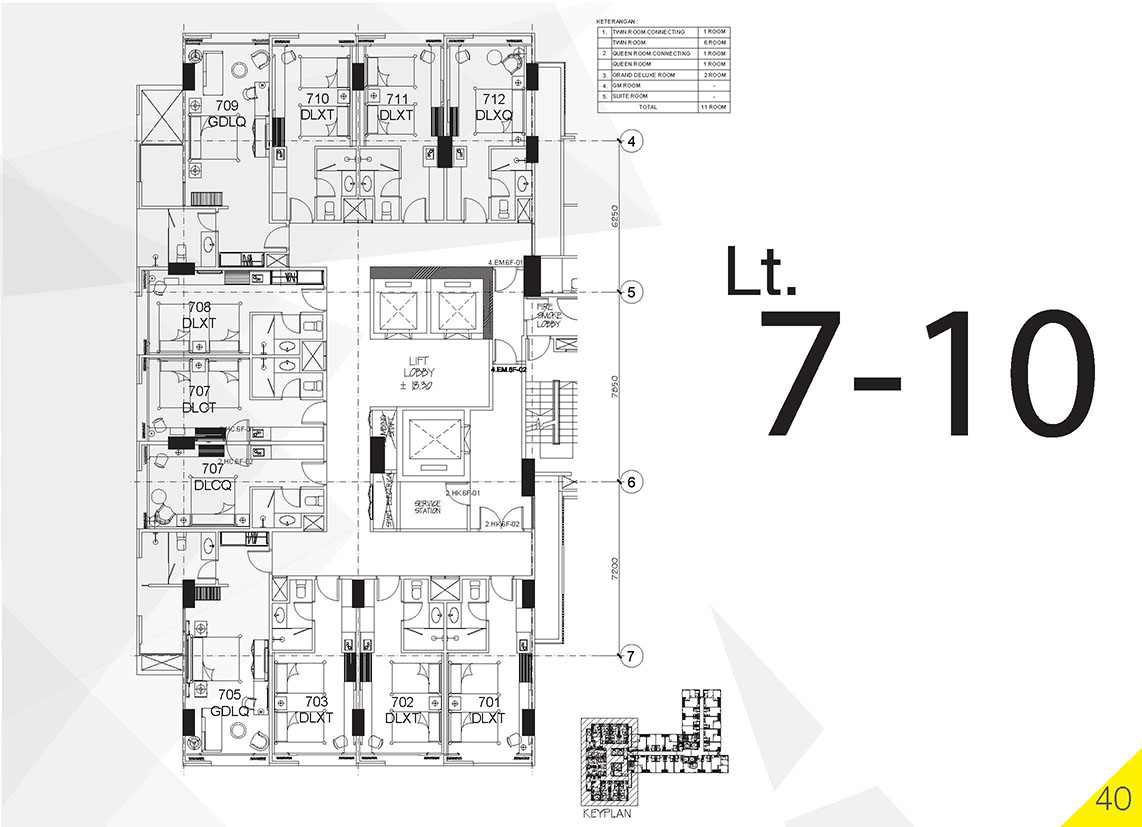 KETERANGAN :
1. TWIN ROOM CONNECTING 1 ROOM
TWIN ROOM 6 ROOM
2. QUEEN ROOM CONNECTING 1 ROOM
QUEEN ROOM 1 ROOM
3. GRAND DELUXE ROOM 2 ROOM
4. GM ROOM -
5. SUITE ROOM -
TOTAL 11 ROOM
709
GDLQ
710
DLXT
711
DLXT
712
DLXQ
4
6250
4.EM.6F-01
5
FIRE
SMOKE
LOBBY
708
DLXT
LIFT
LOBBY
± 18.30
4.EM.6F-02
7850
707
DLCT
2.HC.6F-01
2.HC.6F-02
707
DLCQ
6
2.HK.6F-01
SERVICE
STATION
2.HK.6F-02
7200
7
705
GDLQ
703
DLXT
702
DLXT
701
DLXT
Lt.
7-10
KEYPLAN
40